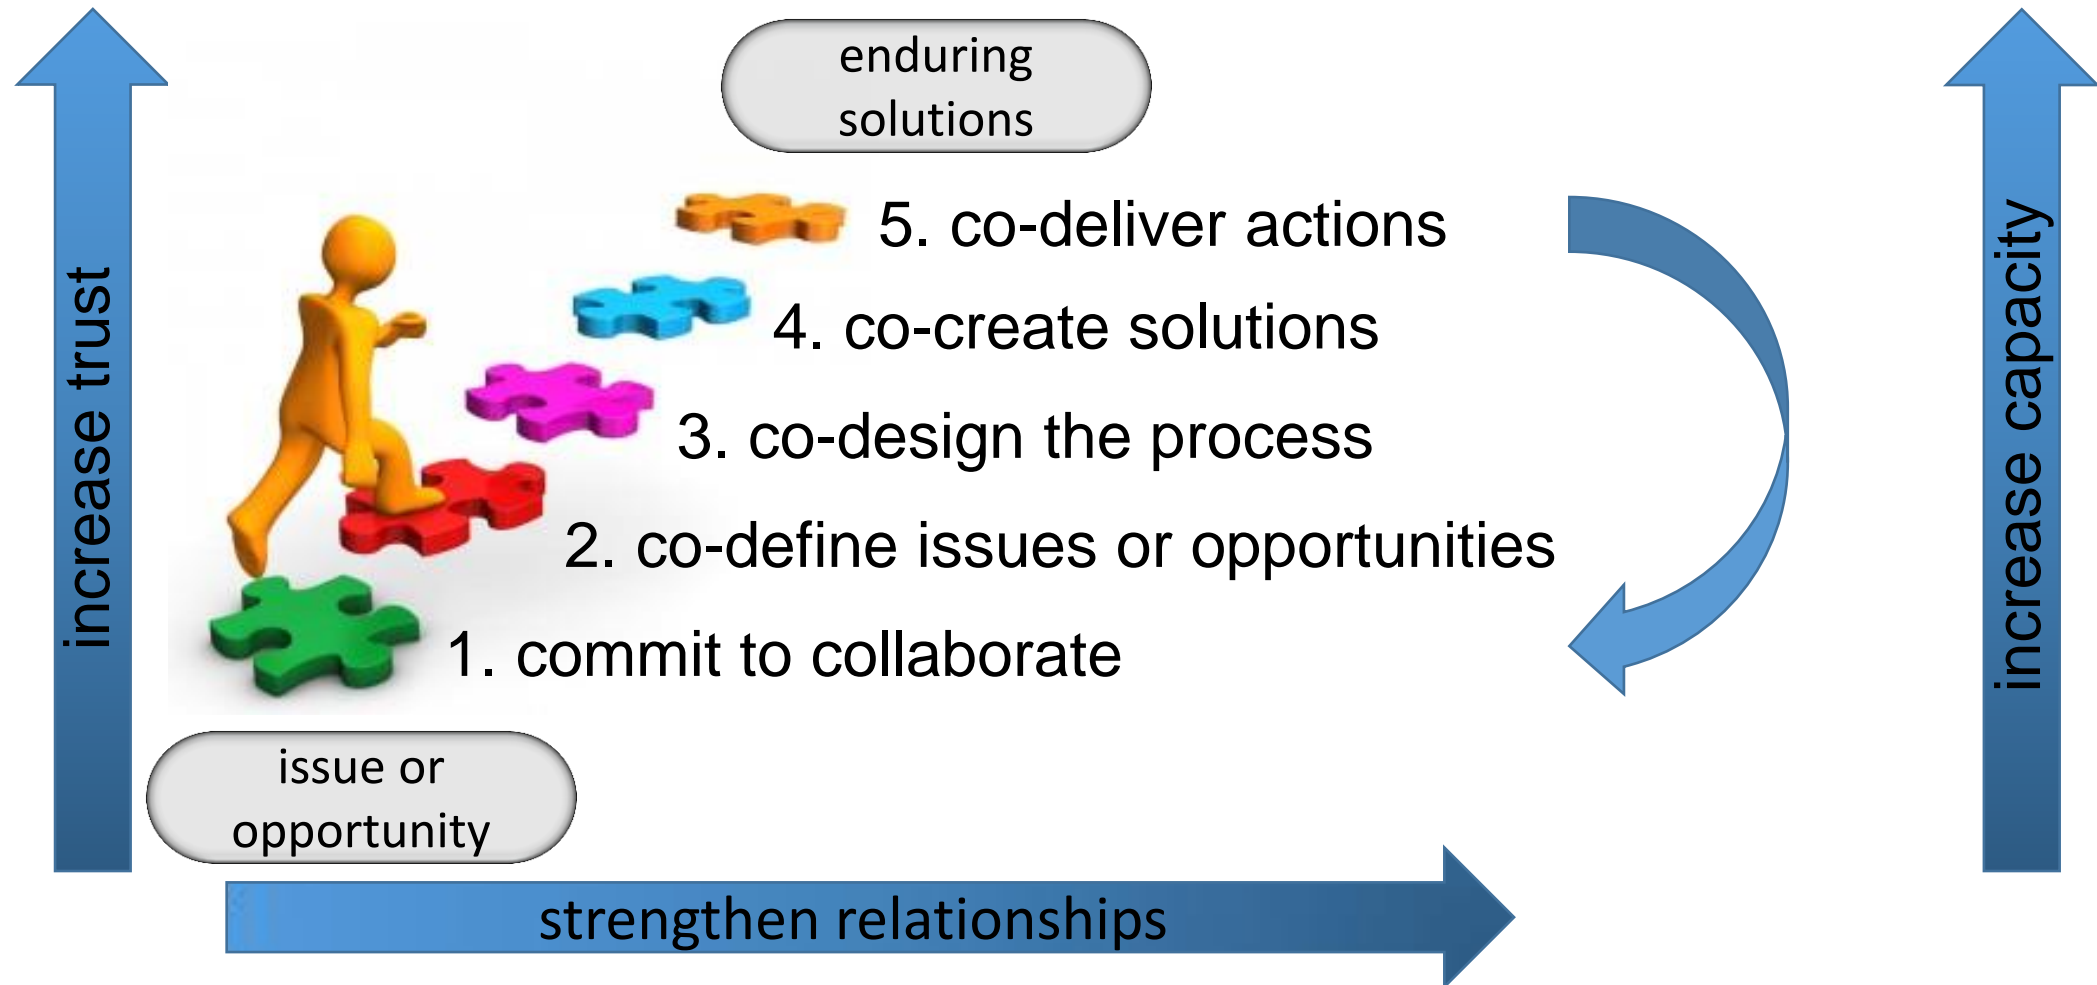 enduring
solutions
5. co-deliver actions
4. co-create solutions
3. co-design the process
2. co-define issues or opportunities
1. commit to collaborate
issue or
opportunity
strengthen relationships
increase trust
increase capacity